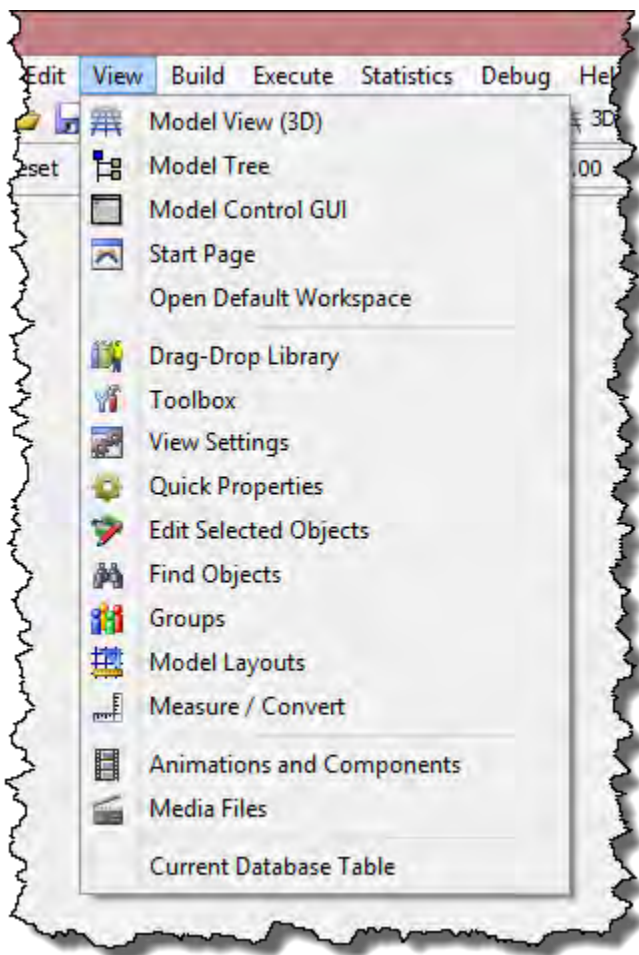 Edit View Build Execute Statistics Debug Hel
3D
eset .00
Model View (3D)
Model Tree
Model Control GUI
Start Page
Open Default Workspace
Drag-Drop Library
Toolbox
View Settings
Quick Properties
Edit Selected Objects
Find Objects
Groups
Model Layouts
Measure / Convert
Animations and Components
Media Files
Current Database Table